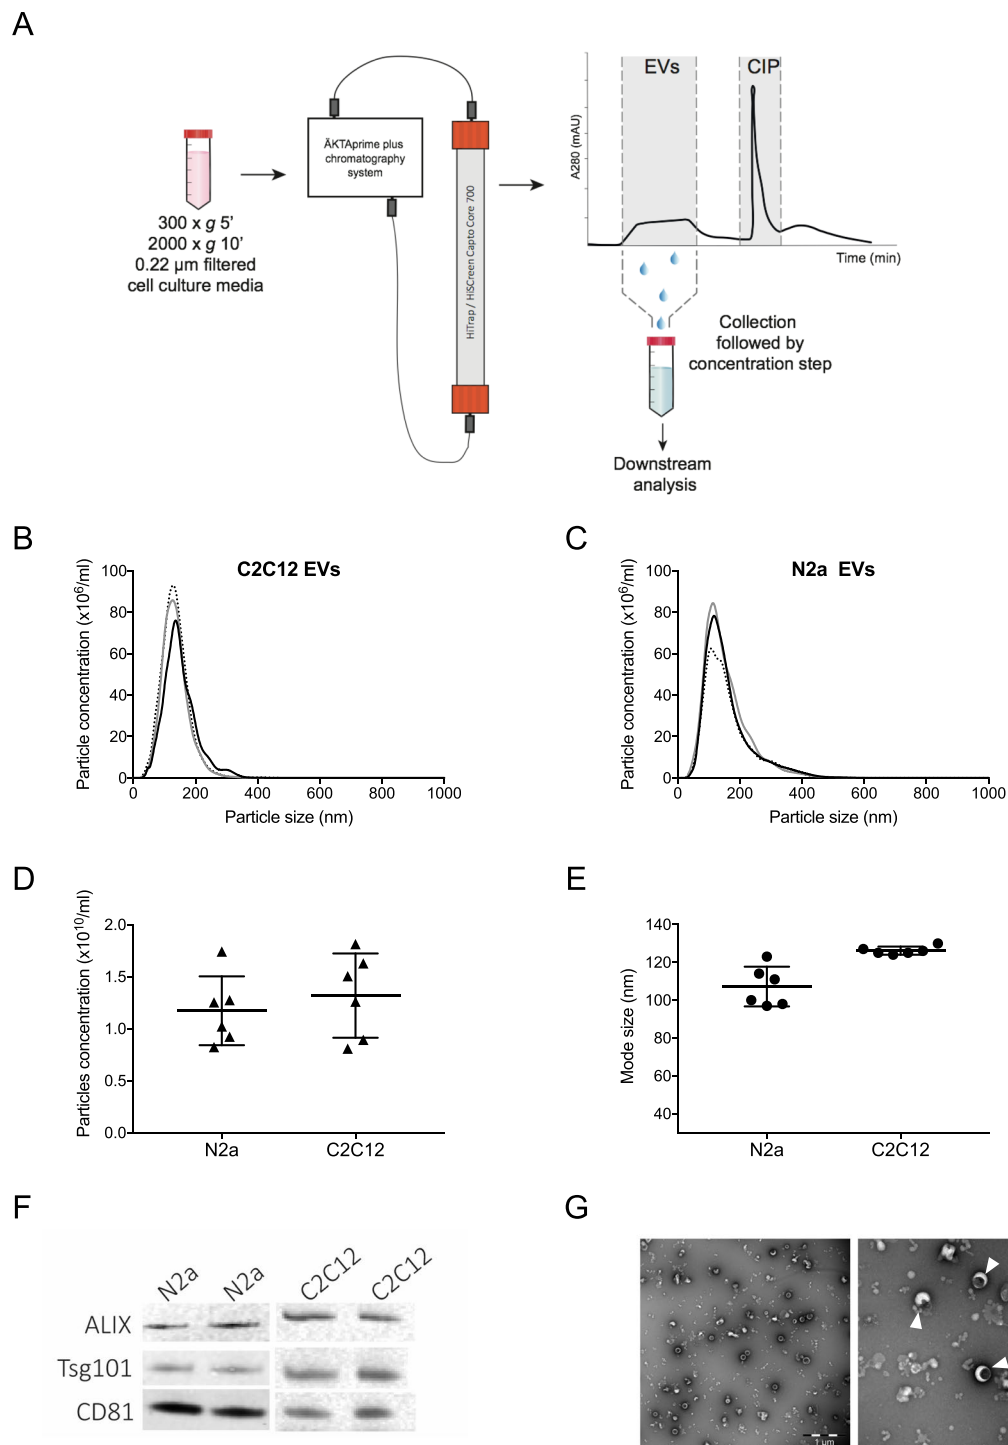 A
ÄKTAprime plus
chromatography
system
HiTrap / HiSCreen Capto Core 700
300 x g 5’
2000 x g 10’
0.22 µm filtered
cell culture media
EVs
CIP
A280 (mAU)
Time (min)
Collection
followed by
concentration step
Downstream
analysis
B
C2C12 EVs
Particle concentration (x10⁶/ml)
100
80
60
40
20
0
0 200 400 600 800 1000
Particle size (nm)
C
N2a EVs
Particle concentration (x10⁶/ml)
100
80
60
40
20
0
0 200 400 600 800 1000
Particle size (nm)
D
Particles concentration (x10¹⁰/ml)
2.0
1.5
1.0
0.5
0.0
N2a C2C12
E
Mode size (nm)
140
120
100
80
60
40
N2a C2C12
F
N2a N2a C2C12 C2C12
ALIX
Tsg101
CD81
G
1 µm